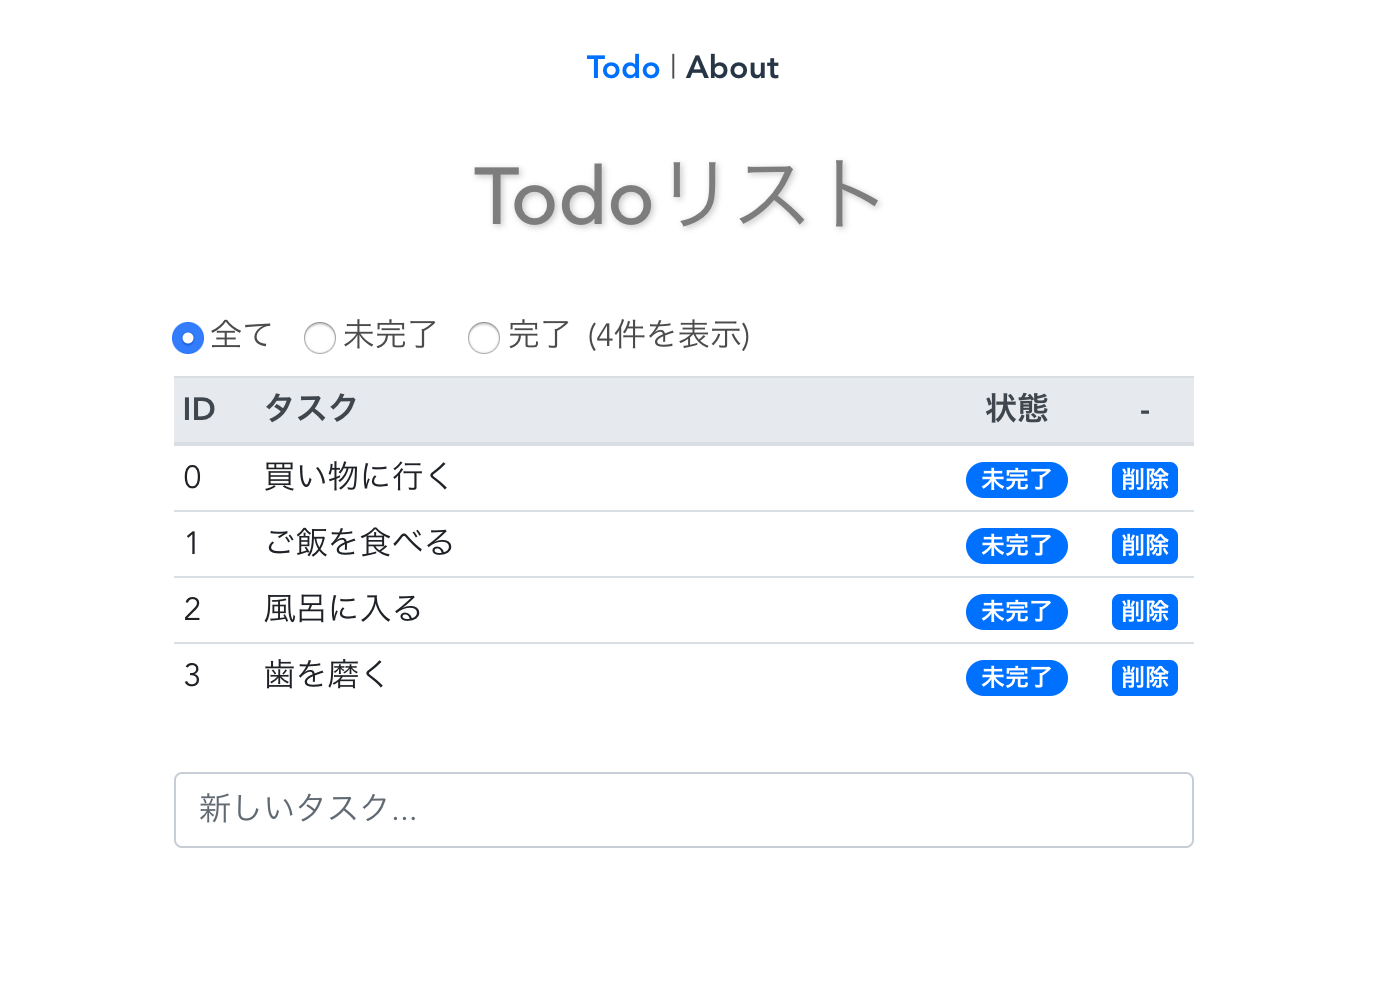 Todo | About
Todoリスト
全て 未完了 完了 (4件を表示)
ID タスク 状態 -
0 買い物に行く 未完了 削除
1 ご飯を食べる 未完了 削除
2 風呂に入る 未完了 削除
3 歯を磨く 未完了 削除
新しいタスク...